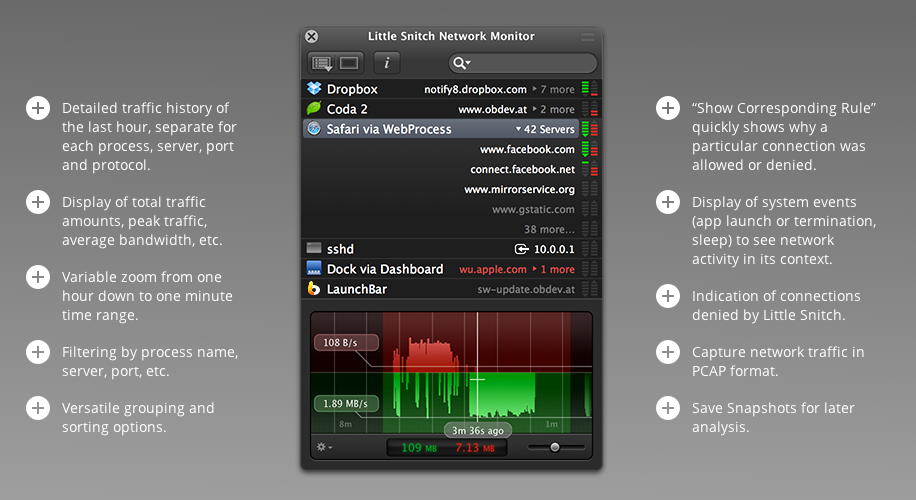 Detailed traffic history of
the last hour, separate for
each process, server, port
and protocol.
Display of total traffic
amounts, peak traffic,
average bandwidth, etc.
Variable zoom from one
hour down to one minute
time range.
Filtering by process name,
server, port, etc.
Versatile grouping and
sorting options.
Little Snitch Network Monitor
i
Dropbox notify8.dropbox.com 7 more
Coda 2 www.obdev.at 2 more
Safari via WebProcess 42 Servers
www.facebook.com
connect.facebook.net
www.mirrorservice.org
www.gstatic.com
38 more...
sshd 10.0.0.1
Dock via Dashboard wu.apple.com 1 more
LaunchBar sw-update.obdev.at
108 B/s
1.89 MB/s
8m 1m
3m 36s ago
109 MB 7.13 MB
“Show Corresponding Rule”
quickly shows why a
particular connection was
allowed or denied.
Display of system events
(app launch or termination,
sleep) to see network
activity in its context.
Indication of connections
denied by Little Snitch.
Capture network traffic in
PCAP format.
Save Snapshots for later
analysis.